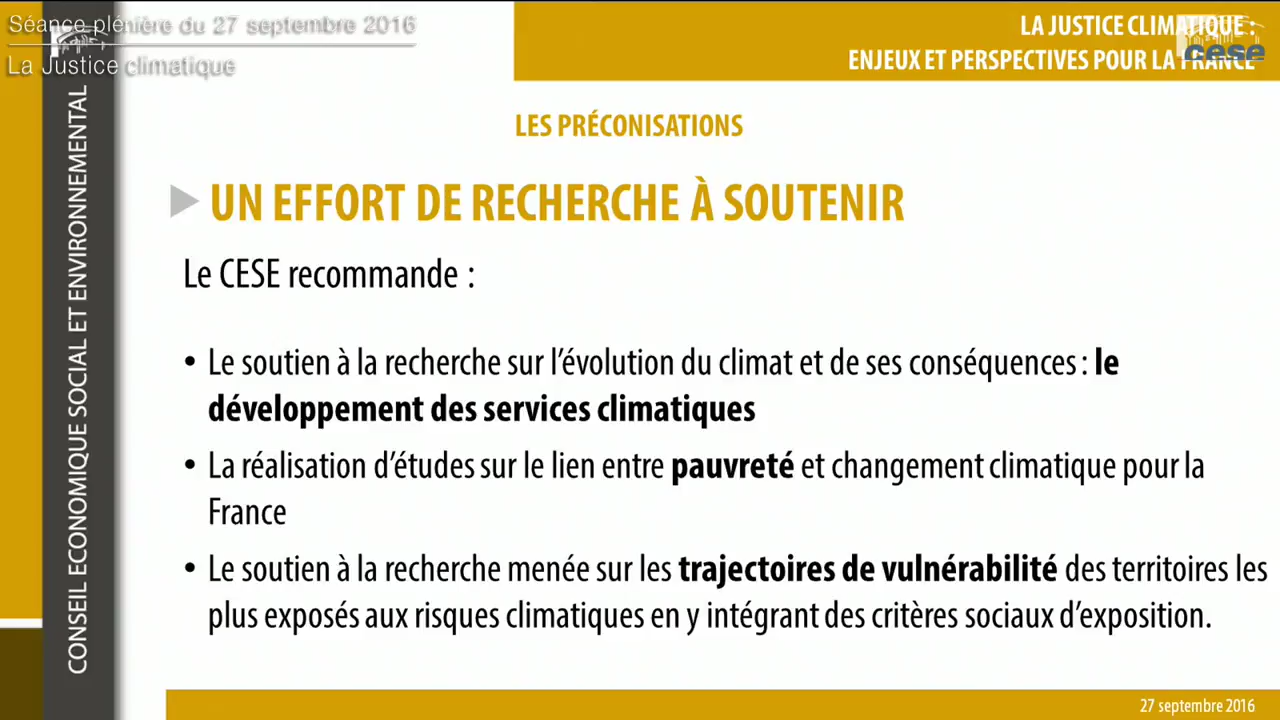 Séance plénière du 27 septembre 2016
La Justice climatique
LA JUSTICE CLIMATIQUE :
ENJEUX ET PERSPECTIVES POUR LA FRANCE
cese
CONSEIL ECONOMIQUE SOCIAL ET ENVIRONNEMENTAL
LES PRÉCONISATIONS
UN EFFORT DE RECHERCHE À SOUTENIR
Le CESE recommande :
• Le soutien à la recherche sur l'évolution du climat et de ses conséquences : le
développement des services climatiques
• La réalisation d'études sur le lien entre pauvreté et changement climatique pour la
France
• Le soutien à la recherche menée sur les trajectoires de vulnérabilité des territoires les
plus exposés aux risques climatiques en y intégrant des critères sociaux d'exposition.
27 septembre 2016